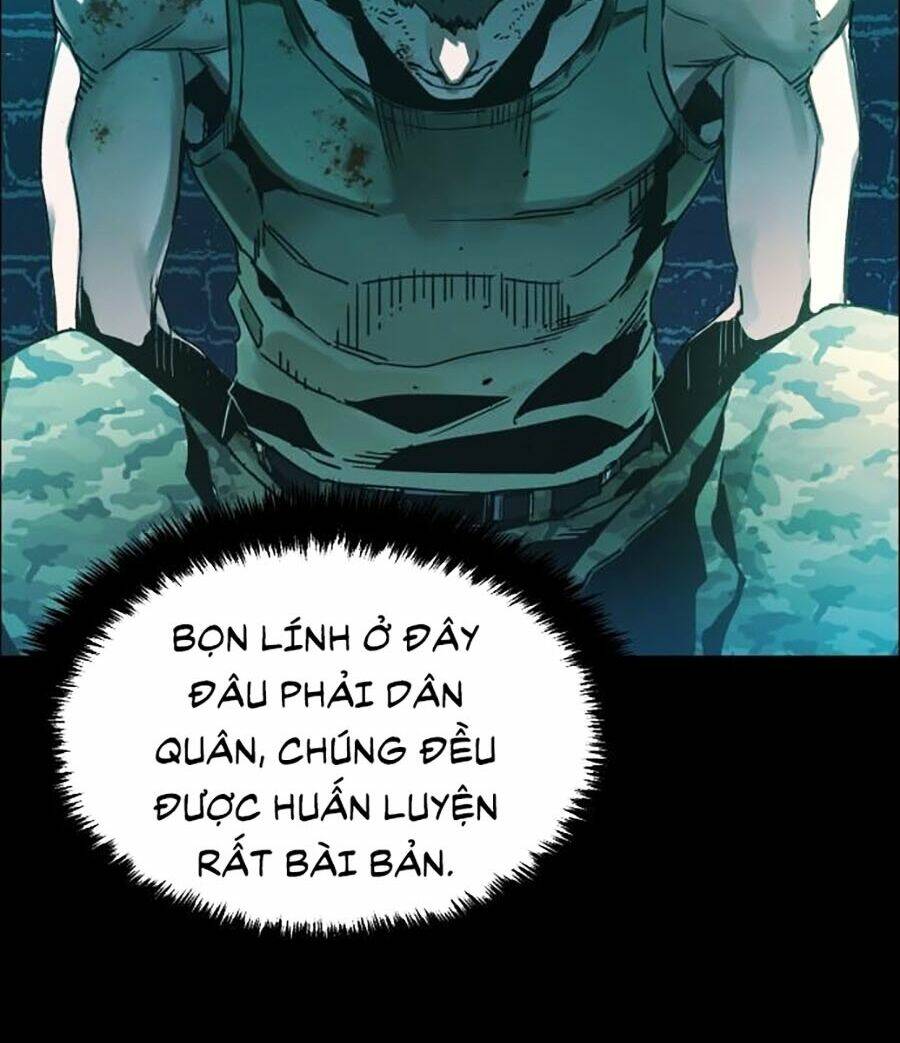 BỌN LÍNH Ở ĐÂY
ĐÂU PHẢI DÂN
QUÂN, CHÚNG ĐỀU
ĐƯỢC HUẤN LUYỆN
RẤT BÀI BẢN.